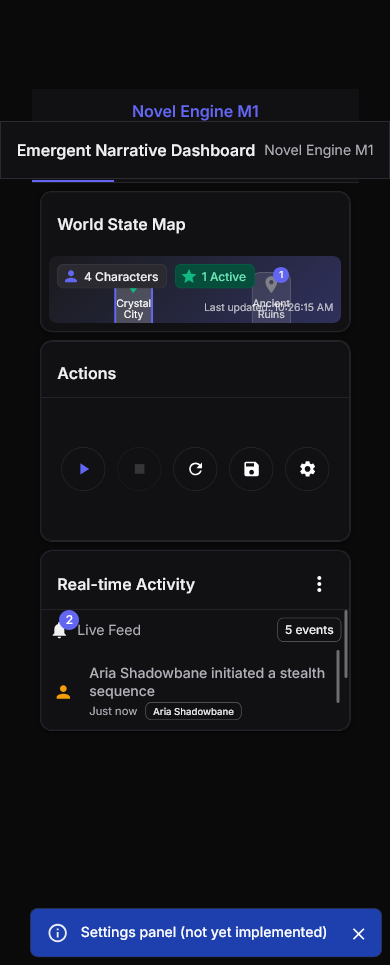 Novel Engine M1
Emergent Narrative Dashboard Novel Engine M1
World State Map
4 Characters
1 Active
1
Crystal
City
Ancient
Ruins
Last updated: 10:26:15 AM
Actions
Real-time Activity
2
Live Feed
5 events
Aria Shadowbane initiated a stealth
sequence
Just now
Aria Shadowbane
Settings panel (not yet implemented)